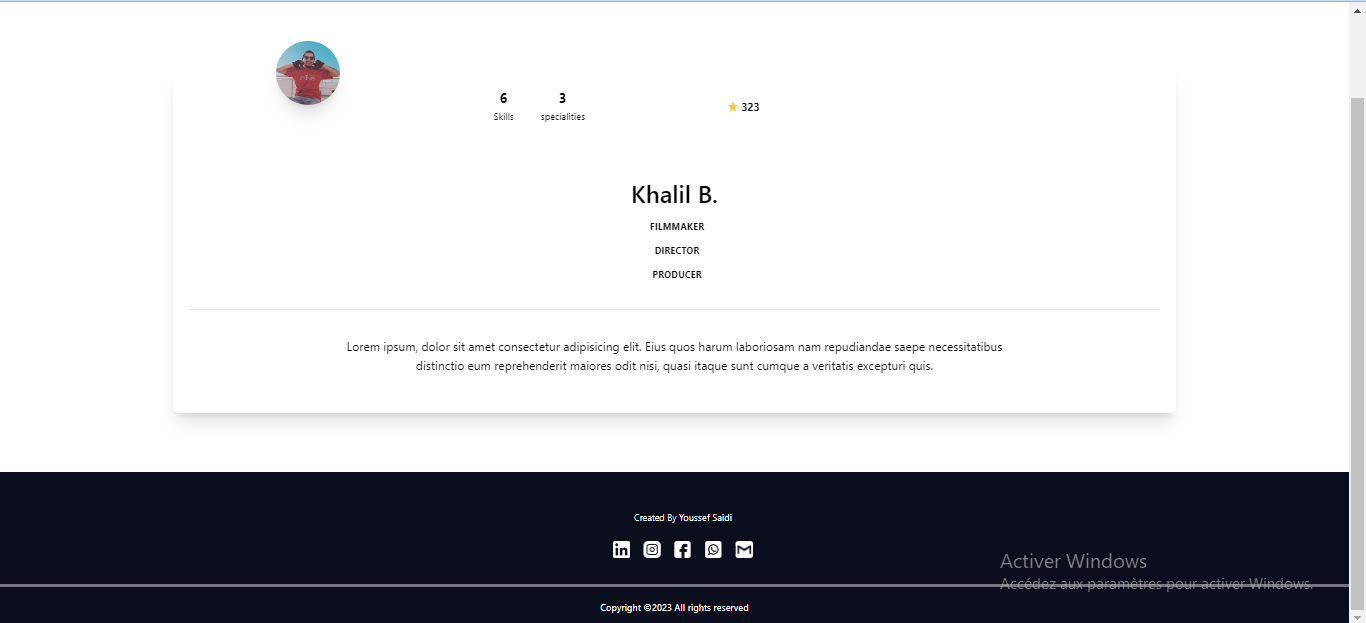 6
3
323
Skills
specialities
Khalil B.
FILMMAKER
DIRECTOR
PRODUCER
Lorem ipsum, dolor sit amet consectetur adipisicing elit. Eius quos harum laboriosam nam repudiandae saepe necessitatibus
distinctio eum reprehenderit maiores odit nisi, quasi itaque sunt cumque a veritatis excepturi quis.
Created By Youssef Saidi
Activer Windows
Accédez aux paramètres pour activer Windows.
Copyright ©2023 All rights reserved